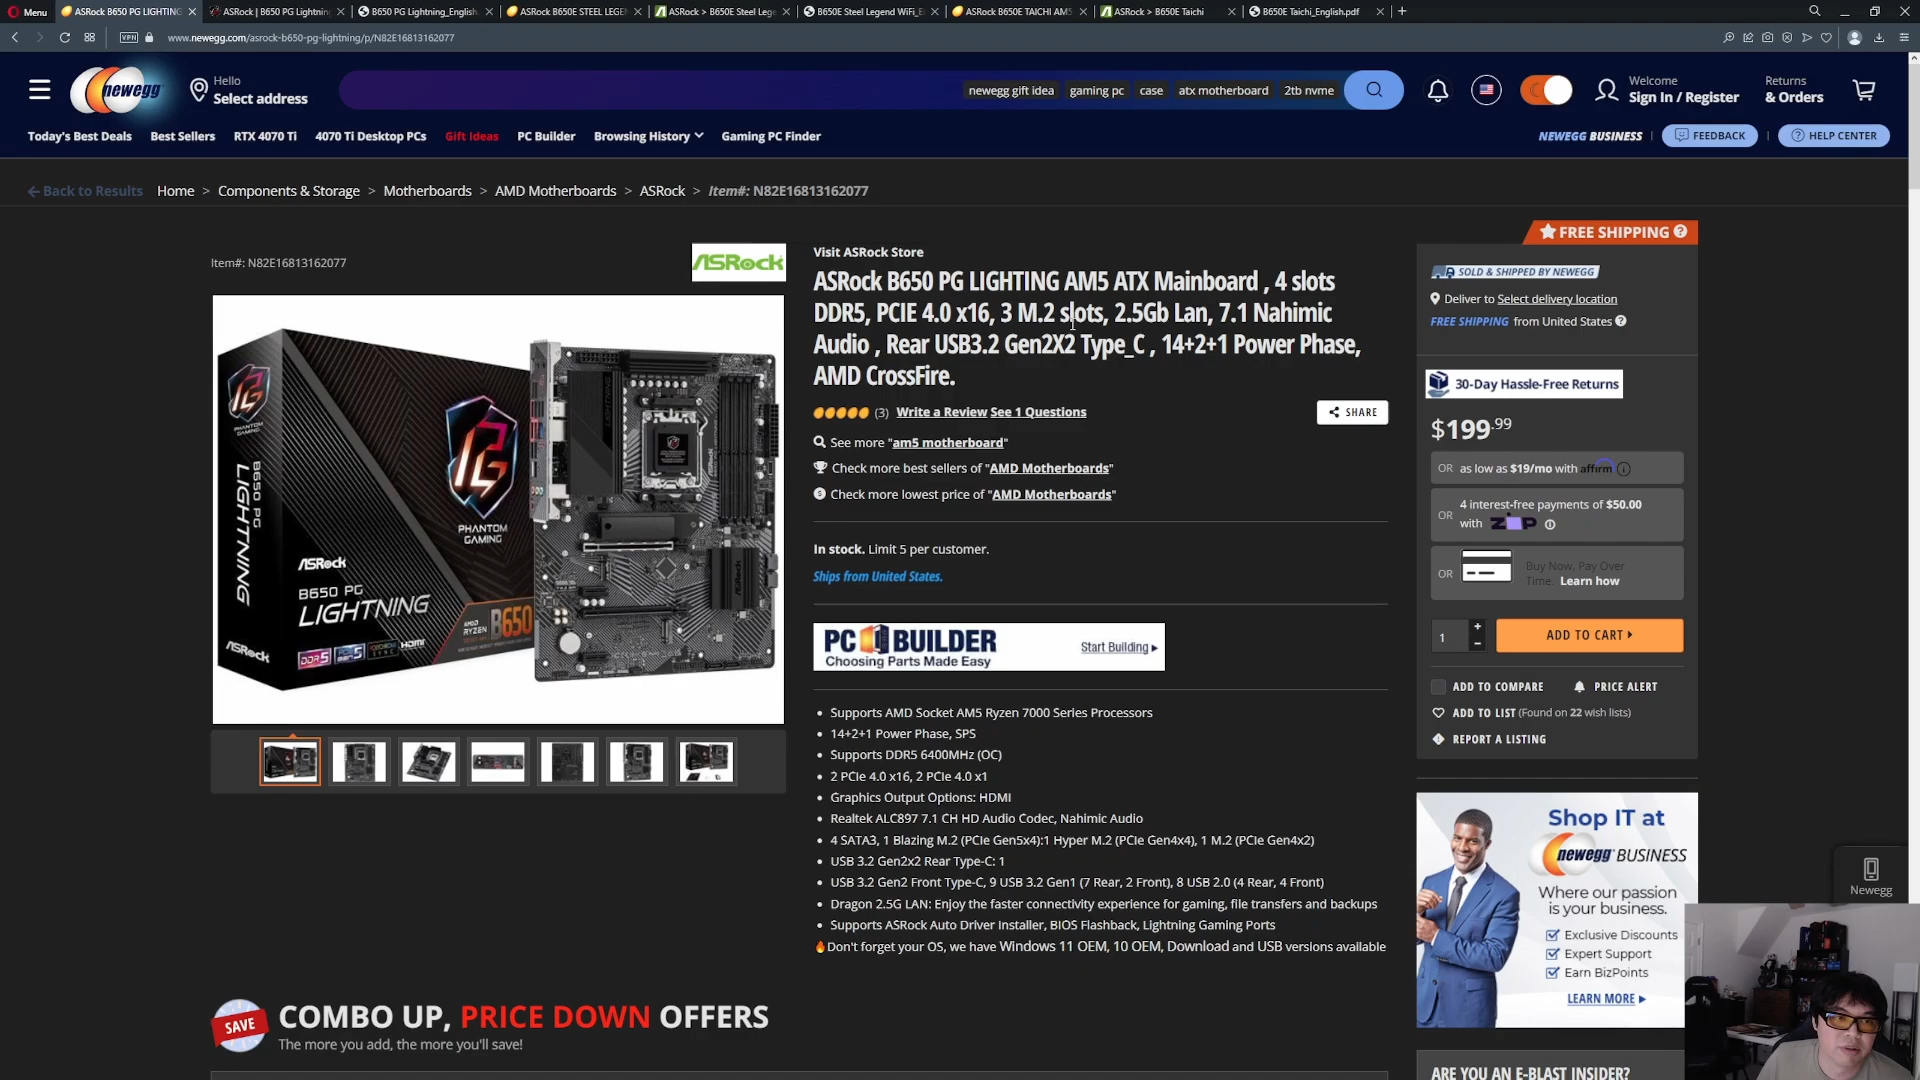 Menu
ASRock B650 PG LIGHTING
ASRock | B650 PG Lightnin
B650 PG Lightning_English
ASRock B650E STEEL LEGEN
ASRock > B650E Steel Lege
B650E Steel Legend WiFi_E
ASRock B650E TAICHI AM5
ASRock > B650E Taichi
B650E Taichi_English.pdf
VPN
www.newegg.com/asrock-b650-pg-lightning/p/N82E16813162077
newegg
Hello
Select address
newegg gift idea
gaming pc
case
atx motherboard
2tb nvme
Welcome
Sign In / Register
Returns
& Orders
Today's Best Deals
Best Sellers
RTX 4070 Ti
4070 Ti Desktop PCs
Gift Ideas
PC Builder
Browsing History
Gaming PC Finder
NEWEGG BUSINESS
FEEDBACK
HELP CENTER
Back to Results
Home > Components & Storage > Motherboards > AMD Motherboards > ASRock > Item#: N82E16813162077
Item#: N82E16813162077
ASRock
PHANTOM
GAMING
B650 PG
LIGHTNING
ASRock
PHANTOM
GAMING
ASRock
B650 PG
LIGHTNING
AMD
RYZEN
B650
DDR5
HDMI
ASRock
Visit ASRock Store
ASRock B650 PG LIGHTING AM5 ATX Mainboard , 4 slots
DDR5, PCIE 4.0 x16, 3 M.2 slots, 2.5Gb Lan, 7.1 Nahimic
Audio , Rear USB3.2 Gen2X2 Type_C , 14+2+1 Power Phase,
AMD CrossFire.
(3) Write a Review See 1 Questions
SHARE
See more "am5 motherboard"
Check more best sellers of "AMD Motherboards"
Check more lowest price of "AMD Motherboards"
In stock. Limit 5 per customer.
Ships from United States.
PC BUILDER
Choosing Parts Made Easy
Start Building
• Supports AMD Socket AM5 Ryzen 7000 Series Processors
• 14+2+1 Power Phase, SPS
• Supports DDR5 6400MHz (OC)
• 2 PCIe 4.0 x16, 2 PCIe 4.0 x1
• Graphics Output Options: HDMI
• Realtek ALC897 7.1 CH HD Audio Codec, Nahimic Audio
• 4 SATA3, 1 Blazing M.2 (PCIe Gen5x4):1 Hyper M.2 (PCIe Gen4x4), 1 M.2 (PCIe Gen4x2)
• USB 3.2 Gen2x2 Rear Type-C: 1
• USB 3.2 Gen2 Front Type-C, 9 USB 3.2 Gen1 (7 Rear, 2 Front), 8 USB 2.0 (4 Rear, 4 Front)
• Dragon 2.5G LAN: Enjoy the faster connectivity experience for gaming, file transfers and backups
• Supports ASRock Auto Driver Installer, BIOS Flashback, Lightning Gaming Ports
Don't forget your OS, we have Windows 11 OEM, 10 OEM, Download and USB versions available
FREE SHIPPING
SOLD & SHIPPED BY NEWEGG
Deliver to Select delivery location
FREE SHIPPING from United States
30-Day Hassle-Free Returns
$199.99
OR as low as $19/mo with affirm
OR 4 interest-free payments of $50.00
with ZIP
OR Buy Now, Pay Over
Time: Learn how
1
ADD TO CART
ADD TO COMPARE
PRICE ALERT
ADD TO LIST (Found on 22 wish lists)
REPORT A LISTING
Shop IT at
newegg BUSINESS
Where our passion
is your business.
Exclusive Discounts
Expert Support
Earn BizPoints
LEARN MORE
Newegg
SAVE
COMBO UP, PRICE DOWN OFFERS
The more you add, the more you'll save!
ARE YOU AN E-BLAST INSIDER?